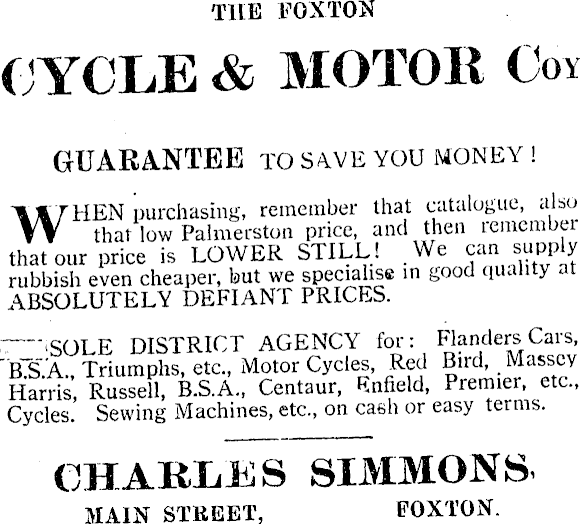 THE FOXTON
CYCLE & MOTOR COY
GUARANTEE TO SAVE YOU MONEY!
WHEN purchasing, remember that catalogue, also
that low Palmerston price, and then remember
that our price is LOWER STILL! We can supply
rubbish even cheaper, but we specialise in good quality at
ABSOLUTELY DEFIANT PRICES.
SOLE DISTRICT AGENCY for: Flanders Cars,
B.S.A., Triumphs, etc., Motor Cycles, Red Bird, Massey
Harris, Russell, B.S.A., Centaur, Enfield, Premier, etc.,
Cycles. Sewing Machines, etc., on cash or easy terms.
CHARLES SIMMONS,
MAIN STREET, FOXTON.